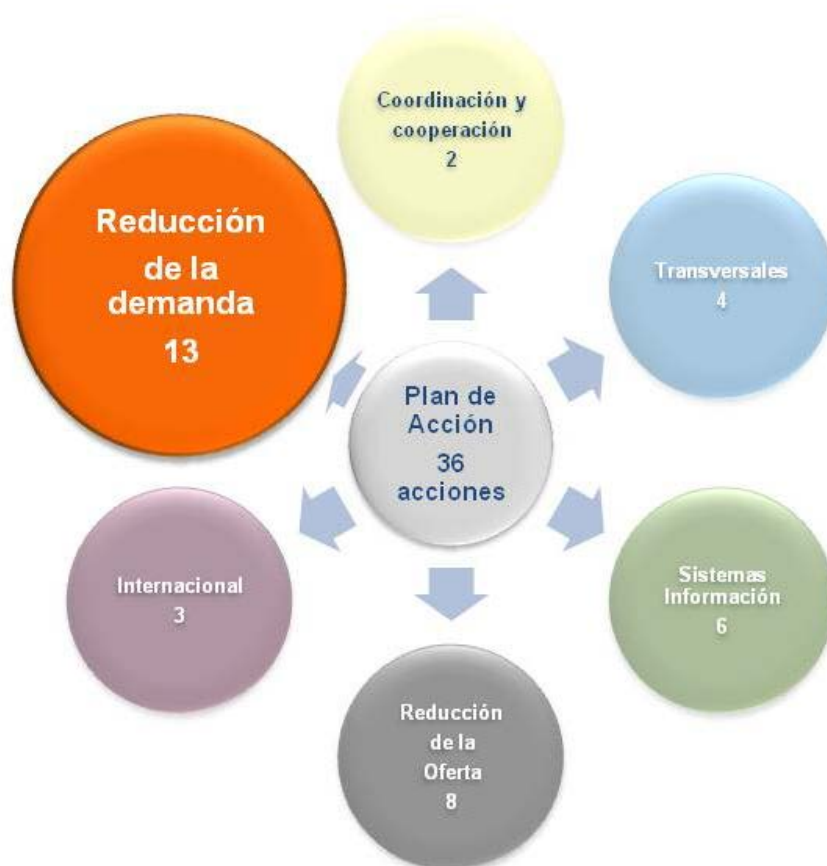 Coordinación y
cooperación
2
Reducción
de la
demanda
13
Transversales
4
Plan de
Acción
36
acciones
Internacional
3
Sistemas
Información
6
Reducción
de la
Oferta
8